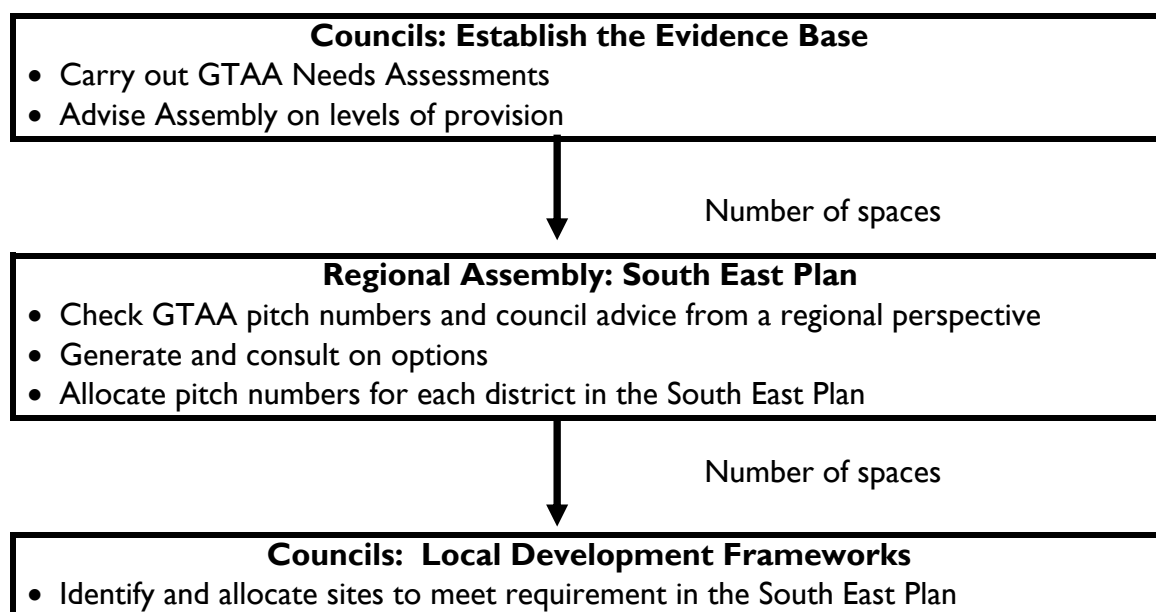 Councils: Establish the Evidence Base
• Carry out GTAA Needs Assessments
• Advise Assembly on levels of provision
Number of spaces
Regional Assembly: South East Plan
• Check GTAA pitch numbers and council advice from a regional perspective
• Generate and consult on options
• Allocate pitch numbers for each district in the South East Plan
Number of spaces
Councils:  Local Development Frameworks
• Identify and allocate sites to meet requirement in the South East Plan